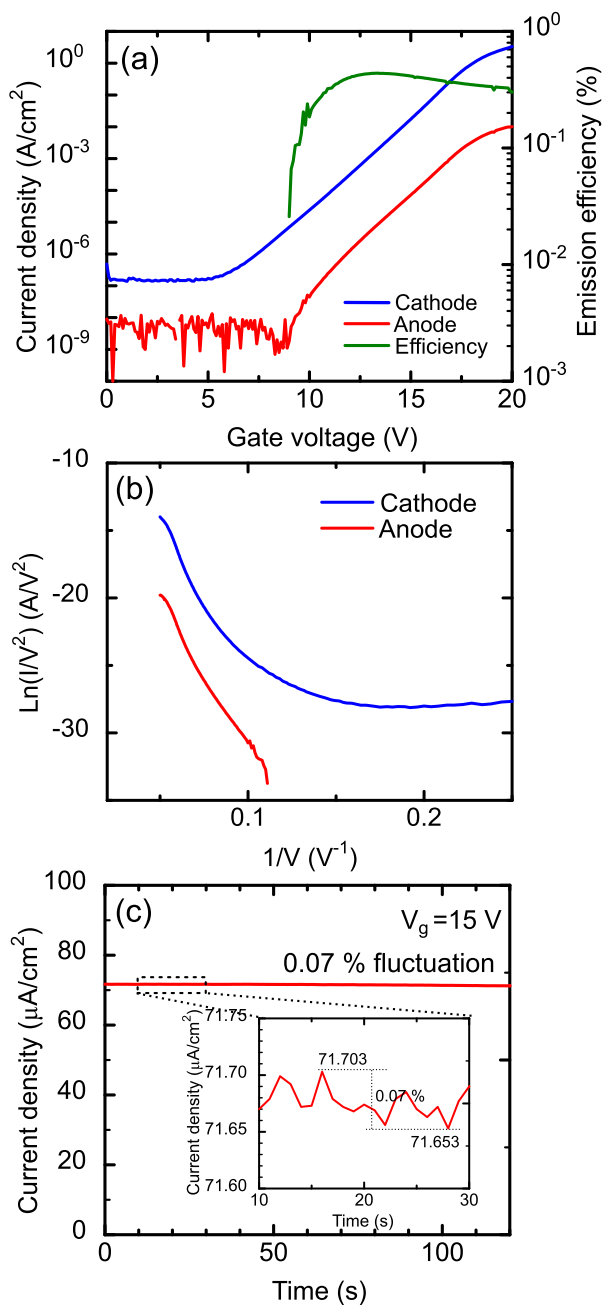 (a)
Current density (A/cm²)
10⁰
10⁻³
10⁻⁶
10⁻⁹
Emission efficiency (%)
10⁰%
10⁻¹%
10⁻²%
10⁻³%
Cathode
Anode
Efficiency
0 5 10 15 20
Gate voltage (V)
(b)
Ln(I/V²) (A/V²)
-10
-20
-30
Cathode
Anode
0.1 0.2
1/V (V⁻¹)
(c)
Current density (μA/cm²)
100
80
60
40
20
0
V_g=15 V
0.07 % fluctuation
Current density (μA/cm²)
71.75
71.70
71.65
71.60
71.703
0.07 %
71.653
10 20 30
Time (s)
0 50 100
Time (s)